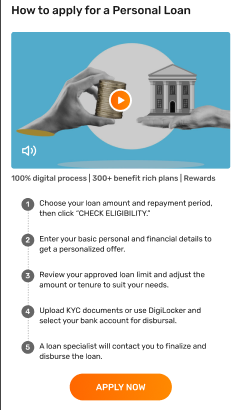 How to apply for a Personal Loan
100% digital process | 300+ benefit rich plans | Rewards
1 Choose your loan amount and repayment period,
then click “CHECK ELIGIBILITY.”
2 Enter your basic personal and financial details to
get a personalized offer.
3 Review your approved loan limit and adjust the
amount or tenure to suit your needs.
4 Upload KYC documents or use DigiLocker and
select your bank account for disbursal.
5 A loan specialist will contact you to finalize and
disburse the loan.
APPLY NOW